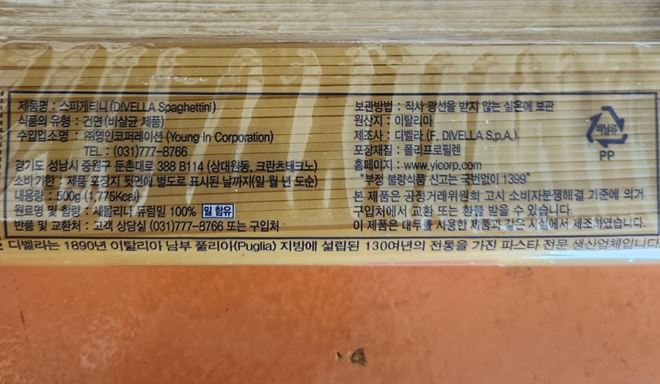 제품명 : 스파게티니 (DIVELLA Spaghettini)
식품의 유형 : 건면 (비살균 제품)
수입업소명 : ㈜영인코퍼레이션 (Young In Corporation)
TEL : (031)777-8766
경기도 성남시 중원구 둔촌대로 388 B114 (상대원동, 크란츠테크노)
소비기한 : 제품 포장지 뒷면에 별도로 표시된 날까지(일 월 년 도순)
내용량 : 500g (1,775Kcal)
원료명 및 함량 : 세몰리나 듀럼밀 100% 밀 함유
반품 및 교환처 : 고객 상담실 (031)777-8766 또는 구입처
보관방법 : 직사 광선을 받지 않는 실온에 보관
원산지 : 이탈리아
제조사 : 디벨라 (F. DIVELLA S.p.A.)
포장재질 : 폴리프로필렌
홈페이지 : www.yicorp.com
"부정 불량식품 신고는 국번없이 1399"
본 제품은 공정거래위원회 고시 소비자분쟁해결 기준에 의거
구입처에서 교환 또는 환불 받을 수 있습니다.
이 제품은 대두를 사용한 제품과 같은 시설에서 제조하였습니다.
비닐류
PP
디벨라는 1890년 이탈리아 남부 풀리아(Puglia) 지방에 설립된 130여년의 전통을 가진 파스타 전문 생산업체입니다